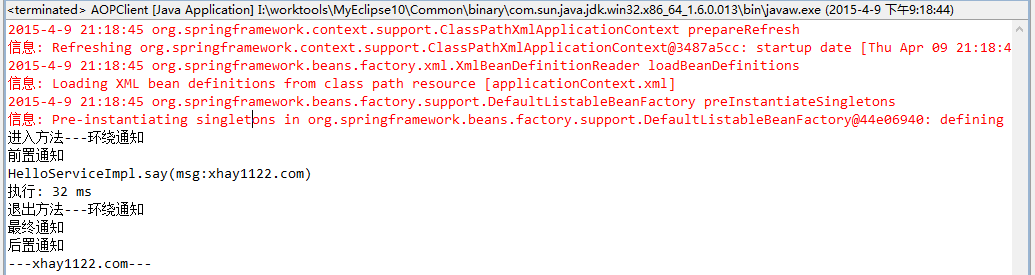 <terminated> AOPClient [Java Application] I:\worktools\MyEclipse10\Common\binary\com.sun.java.jdk.win32.x86_64_1.6.0.013\bin\javaw.exe (2015-4-9 下午9:18:44)
2015-4-9 21:18:45 org.springframework.context.support.ClassPathXmlApplicationContext prepareRefresh
信息: Refreshing org.springframework.context.support.ClassPathXmlApplicationContext@3487a5cc: startup date [Thu Apr 09 21:18:4
2015-4-9 21:18:45 org.springframework.beans.factory.xml.XmlBeanDefinitionReader loadBeanDefinitions
信息: Loading XML bean definitions from class path resource [applicationContext.xml]
2015-4-9 21:18:45 org.springframework.beans.factory.support.DefaultListableBeanFactory preInstantiateSingletons
信息: Pre-instantiating singletons in org.springframework.beans.factory.support.DefaultListableBeanFactory@44e06940: defining
进入方法---环绕通知
前置通知
HelloServiceImpl.say(msg:xhay1122.com)
执行: 32 ms
退出方法---环绕通知
最终通知
后置通知
---xhay1122.com---